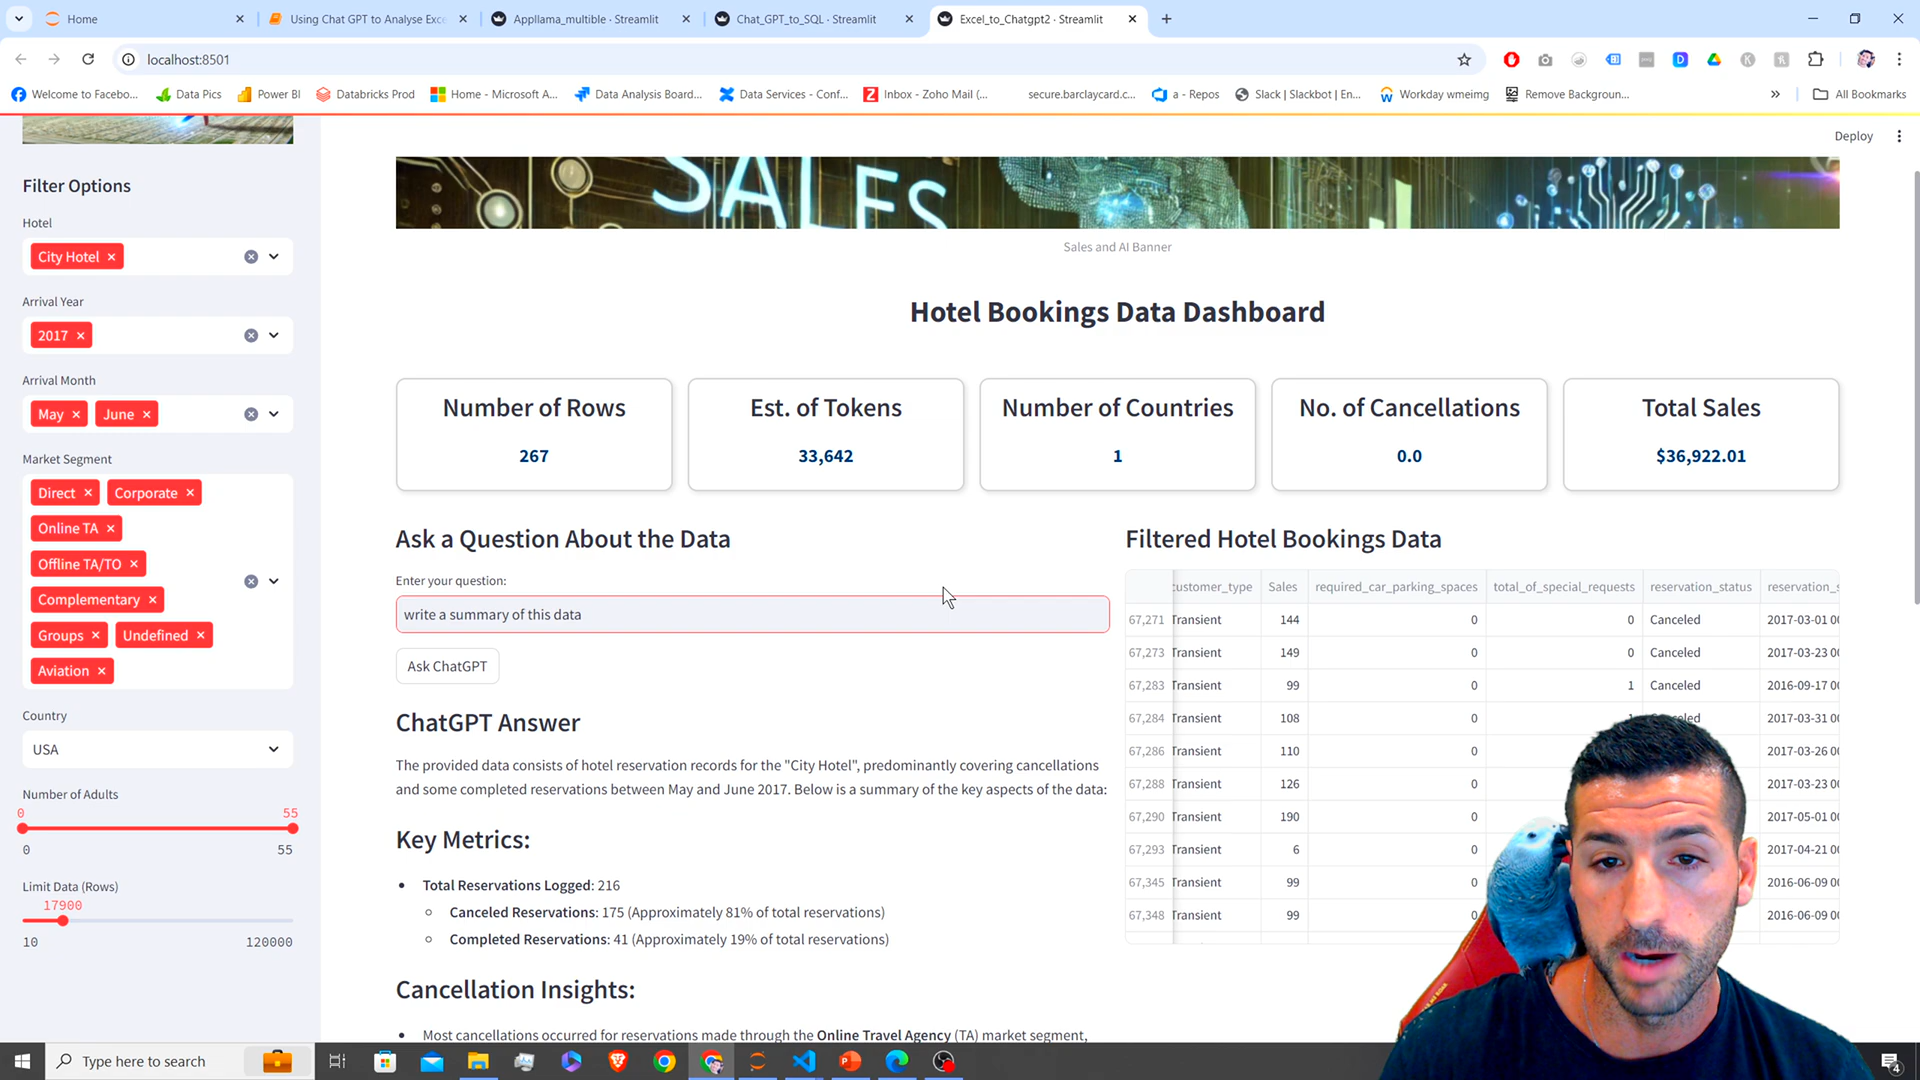 Home
Using Chat GPT to Analyse Exce
Appllama_multible · Streamlit
Chat_GPT_to_SQL · Streamlit
Excel_to_Chatgpt2 · Streamlit
localhost:8501
Welcome to Facebo...
Data Pics
Power BI
Databricks Prod
Home - Microsoft A...
Data Analysis Board...
Data Services - Conf...
Inbox - Zoho Mail (...
secure.barclaycard.c...
a - Repos
Slack | Slackbot | En...
Workday wmeimg
Remove Backgroun...
All Bookmarks
Deploy
SALES
Sales and AI Banner
Filter Options
Hotel
City Hotel
Arrival Year
2017
Arrival Month
May June
Market Segment
Direct Corporate
Online TA
Offline TA/TO
Complementary
Groups Undefined
Aviation
Country
USA
Number of Adults
0 55
0 55
Limit Data (Rows)
17900
10 120000
Hotel Bookings Data Dashboard
Number of Rows
267
Est. of Tokens
33,642
Number of Countries
1
No. of Cancellations
0.0
Total Sales
$36,922.01
Ask a Question About the Data
Enter your question:
write a summary of this data
Ask ChatGPT
ChatGPT Answer
The provided data consists of hotel reservation records for the "City Hotel", predominantly covering cancellations
and some completed reservations between May and June 2017. Below is a summary of the key aspects of the data:
Key Metrics:
Total Reservations Logged: 216
Canceled Reservations: 175 (Approximately 81% of total reservations)
Completed Reservations: 41 (Approximately 19% of total reservations)
Cancellation Insights:
Most cancellations occurred for reservations made through the Online Travel Agency (TA) market segment,
Filtered Hotel Bookings Data
customer_type Sales required_car_parking_spaces total_of_special_requests reservation_status reservation_s
67,271 Transient 144 0 0 Canceled 2017-03-01 00
67,273 Transient 149 0 0 Canceled 2017-03-23 00
67,283 Transient 99 0 1 Canceled 2016-09-17 00
67,284 Transient 108 0 2017-03-31 00
67,286 Transient 110 0 2017-03-26 00
67,288 Transient 126 0 2017-03-23 00
67,290 Transient 190 0 2017-05-01 00
67,293 Transient 6 0 2017-04-21 00
67,345 Transient 99 0 2016-06-09 00
67,348 Transient 99 0 2016-06-09 00
Type here to search
4